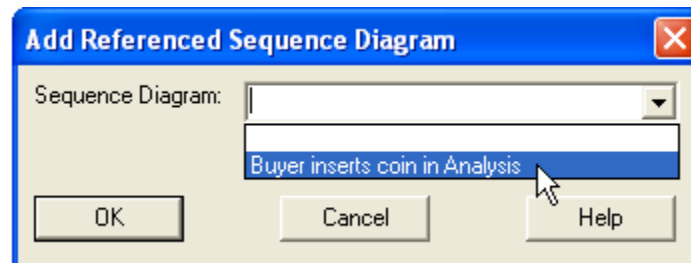 Add Referenced Sequence Diagram
Sequence Diagram:
Buyer inserts coin in Analysis
OK Cancel Help